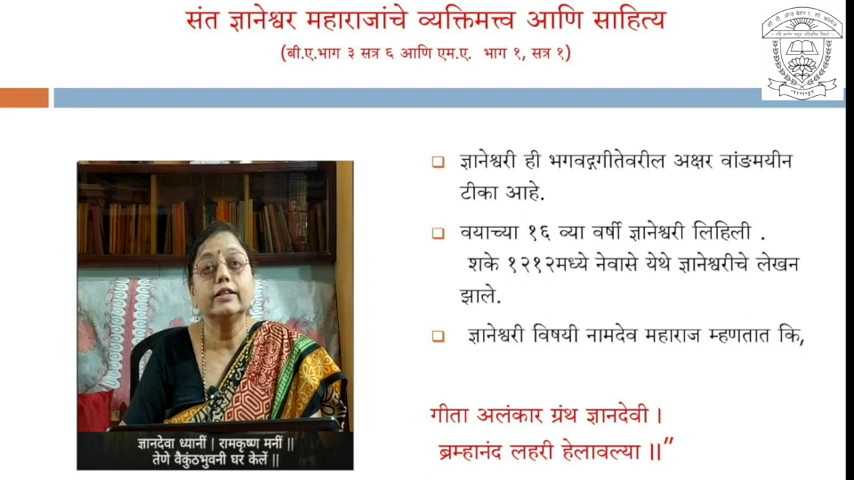 संत ज्ञानेश्वर महाराजांचे व्यक्तिमत्त्व आणि साहित्य
(बी.ए.भाग ३ सत्र ६ आणि एम.ए. भाग १, सत्र १)
ज्ञानेश्वरी ही भगवद्गगीतेवरील अक्षर वांङमयीन
टीका आहे.
वयाच्या १६ व्या वर्षी ज्ञानेश्वरी लिहिली .
शके १२१२मध्ये नेवासे येथे ज्ञानेश्वरीचे लेखन
झाले.
ज्ञानेश्वरी विषयी नामदेव महाराज म्हणतात कि,
गीता अलंकार ग्रंथ ज्ञानदेवी ।
ब्रम्हानंद लहरी हेलावल्या ॥”
ज्ञानदेवा ध्यानीं | रामकृष्ण मनीं ||
तेणे वैकुंठभुवनी घर केलें ||
नागपूर